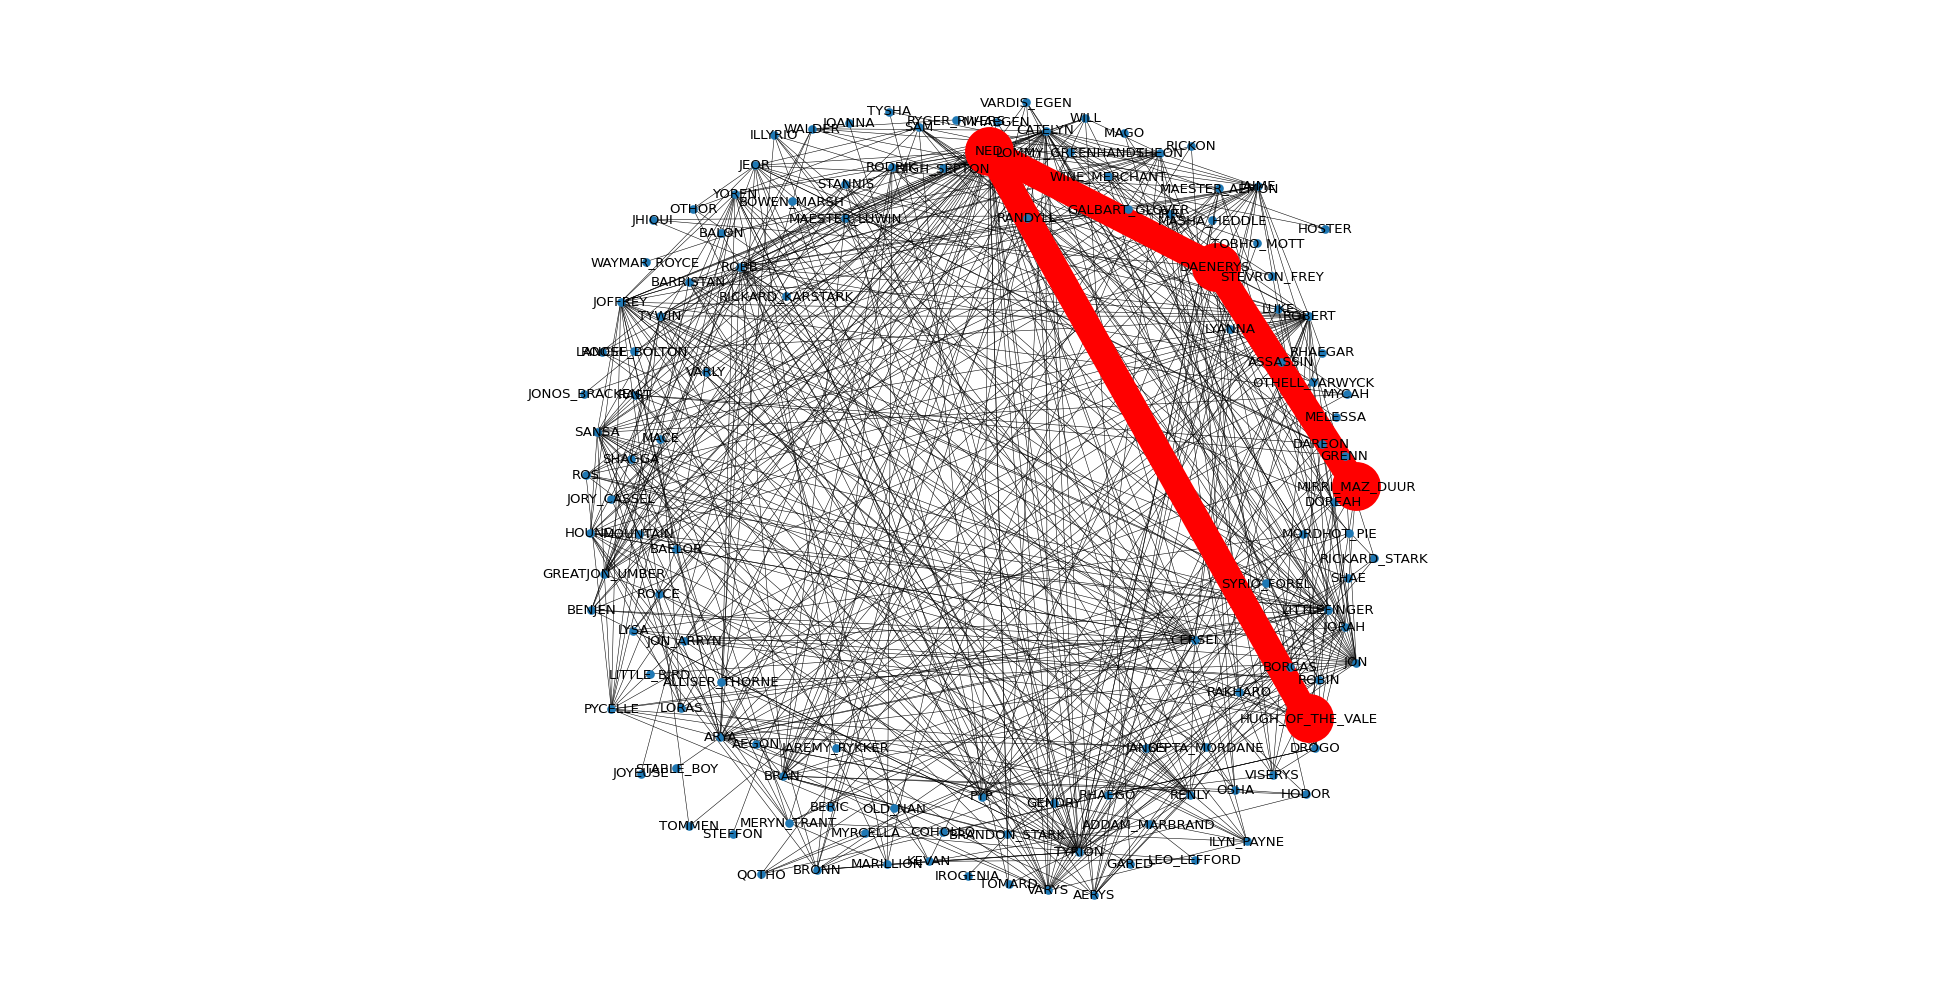 VARDIS_EGEN
TYSHA
WILL
JOANNA
WALDER
SAM
CATELYN
MAGO
ILLYRIO
RICKON
NED
LOMMY_GREENHANDS
THEON
JEOR
RODRIK
HIGH_SEPTON
WINE_MERCHANT
STANNIS
MAESTER_AEMON
JAIME
YOREN
BOWEN_MARSH
OTHOR
GALBART_GLOVER
JHIQUI
MAESTER_LUWIN
RANDYLL
MASHA_HEDDLE
HOSTER
BALON
TOBHO_MOTT
WAYMAR_ROYCE
ROBB
DAENERYS
STEVRON_FREY
BARRISTAN
RICKARD_KARSTARK
JOFFREY
LUKE
TYWIN
ROBERT
LYANNA
ROOSE_BOLTON
RHAEGAR
ASSASSIN
VARLY
OTHELL_YARWYCK
JONOS_BRACKEN
MYCAH
MELESSA
SANSA
MACE
DAREON
SHAGGA
GRENN
ROS
MIRRI_MAZ_DUUR
JORY_CASSEL
DOREAH
HOUND
MOUNTAIN
MORD
HOT_PIE
BAELOR
RICKARD_STARK
GREATJON_UMBER
SHAE
SYRIO_FOREL
ROYCE
BENJEN
LITTLEFINGER
LYSA
JORAH
JON_ARRYN
CERSEI
JON
BORCAS
LITTLE_BIRD
ALLISER_THORNE
ROBIN
RAKHARO
PYCELLE
LORAS
HUGH_OF_THE_VALE
ARYA
AEGON
JAREMY_RYKKER
JANOS
SEPTA_MORDANE
DROGO
JOYEUSE
STABLE_BOY
BRAN
VISERYS
OSHA
HODOR
PYP
RHAEGO
RENLY
GENDRY
BERIC
OLD_NAN
TOMMEN
MERYN_TRANT
ADDAM_MARBRAND
STEFFON
MYRCELLA
COHOLLO
BRANDON_STARK
ILYN_PAYNE
TYRION
MARILLION
KEVAN
GARED
LEO_LEFFORD
QOTHO
BRONN
IROGENIA
TOMARD
VARYS
AERYS